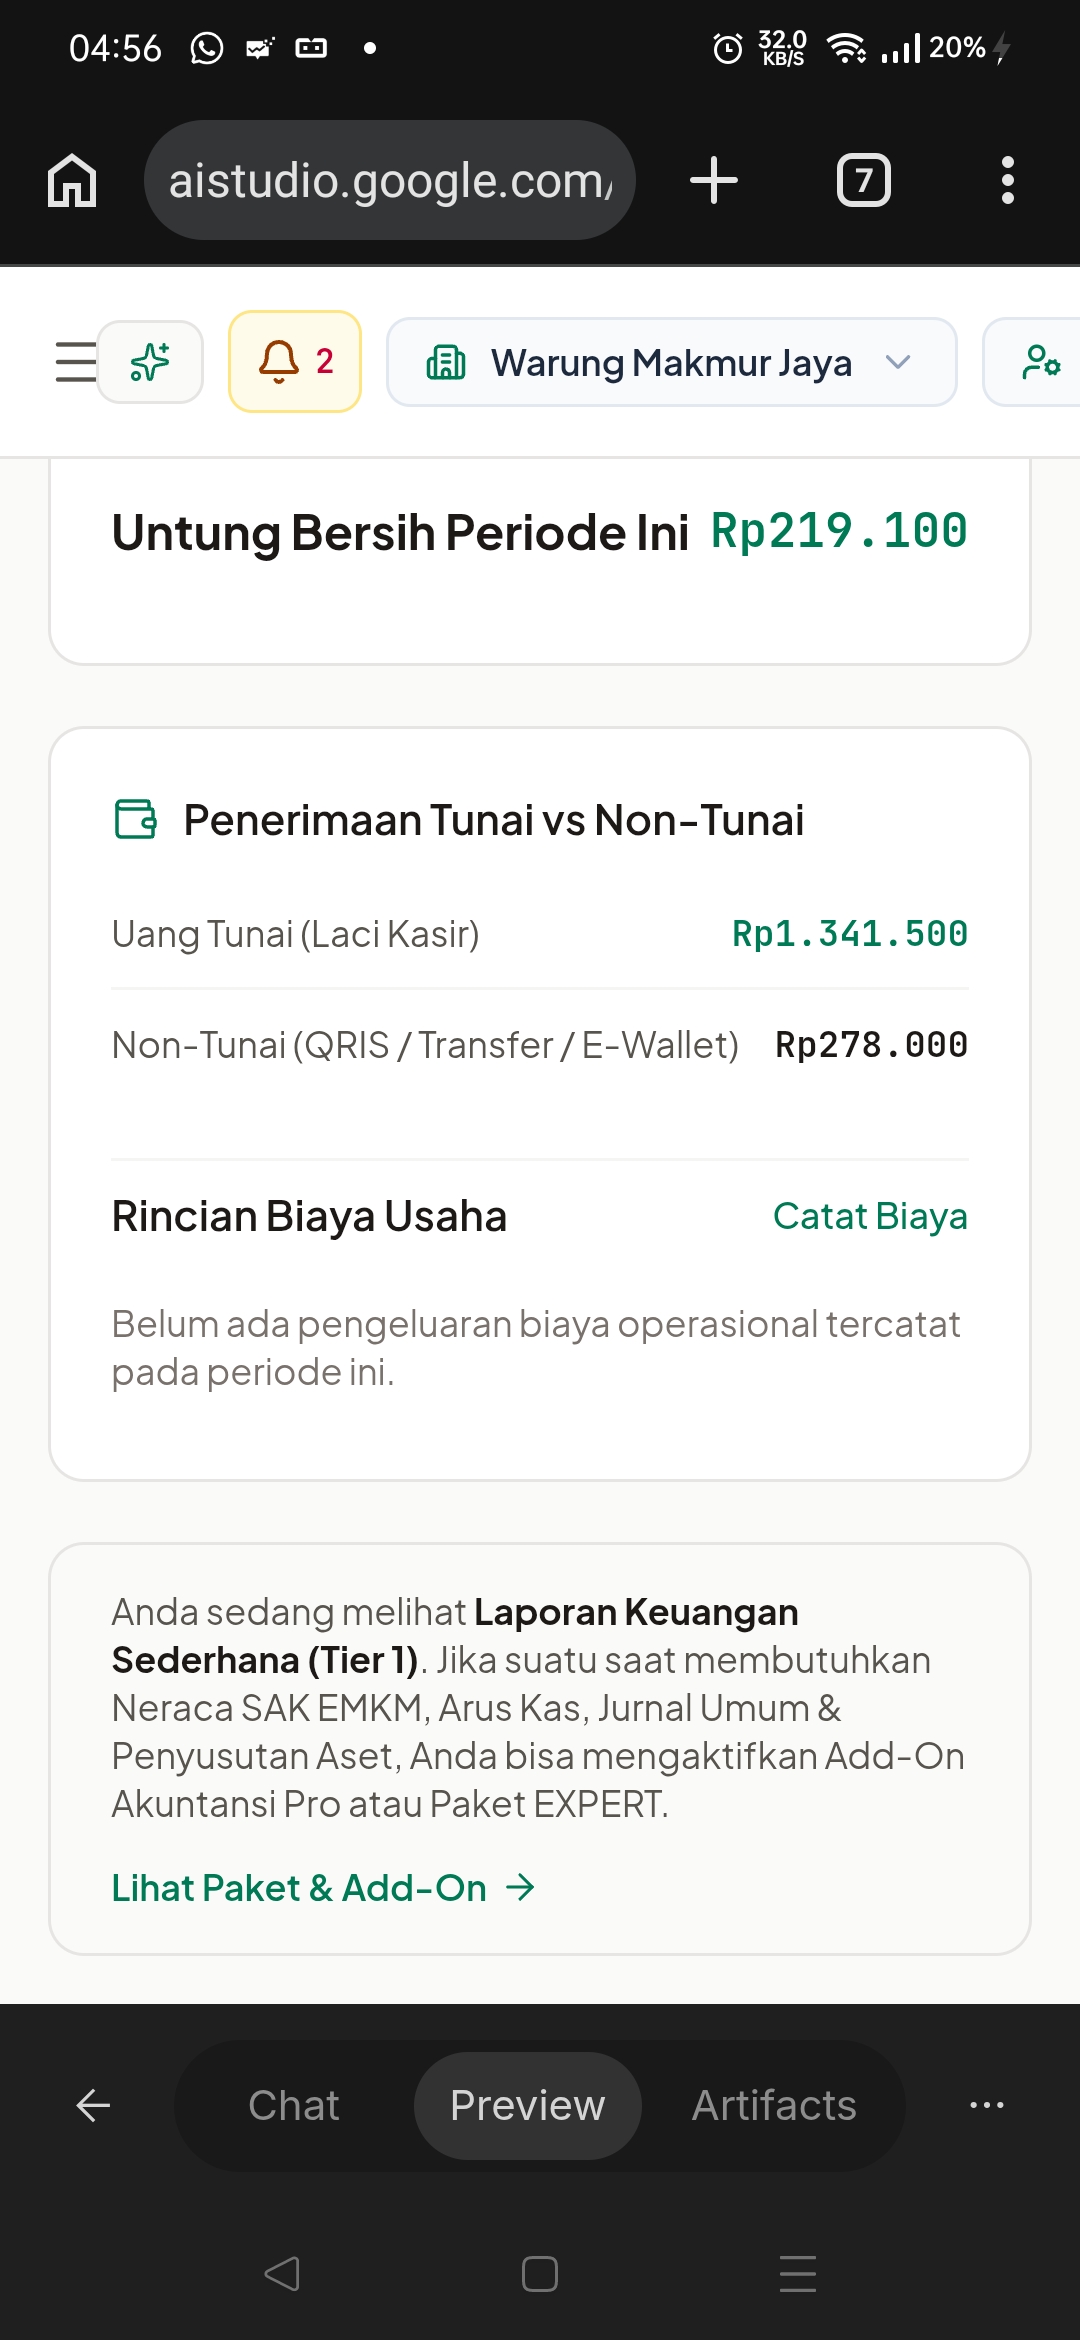 04:56
32.0
KB/S
20%
aistudio.google.com/
7
2
Warung Makmur Jaya
Untung Bersih Periode Ini Rp219.100
Penerimaan Tunai vs Non-Tunai
Uang Tunai (Laci Kasir) Rp1.341.500
Non-Tunai (QRIS / Transfer / E-Wallet) Rp278.000
Rincian Biaya Usaha Catat Biaya
Belum ada pengeluaran biaya operasional tercatat
pada periode ini.
Anda sedang melihat Laporan Keuangan
Sederhana (Tier 1). Jika suatu saat membutuhkan
Neraca SAK EMKM, Arus Kas, Jurnal Umum &
Penyusutan Aset, Anda bisa mengaktifkan Add-On
Akuntansi Pro atau Paket EXPERT.
Lihat Paket & Add-On →
Chat Preview Artifacts